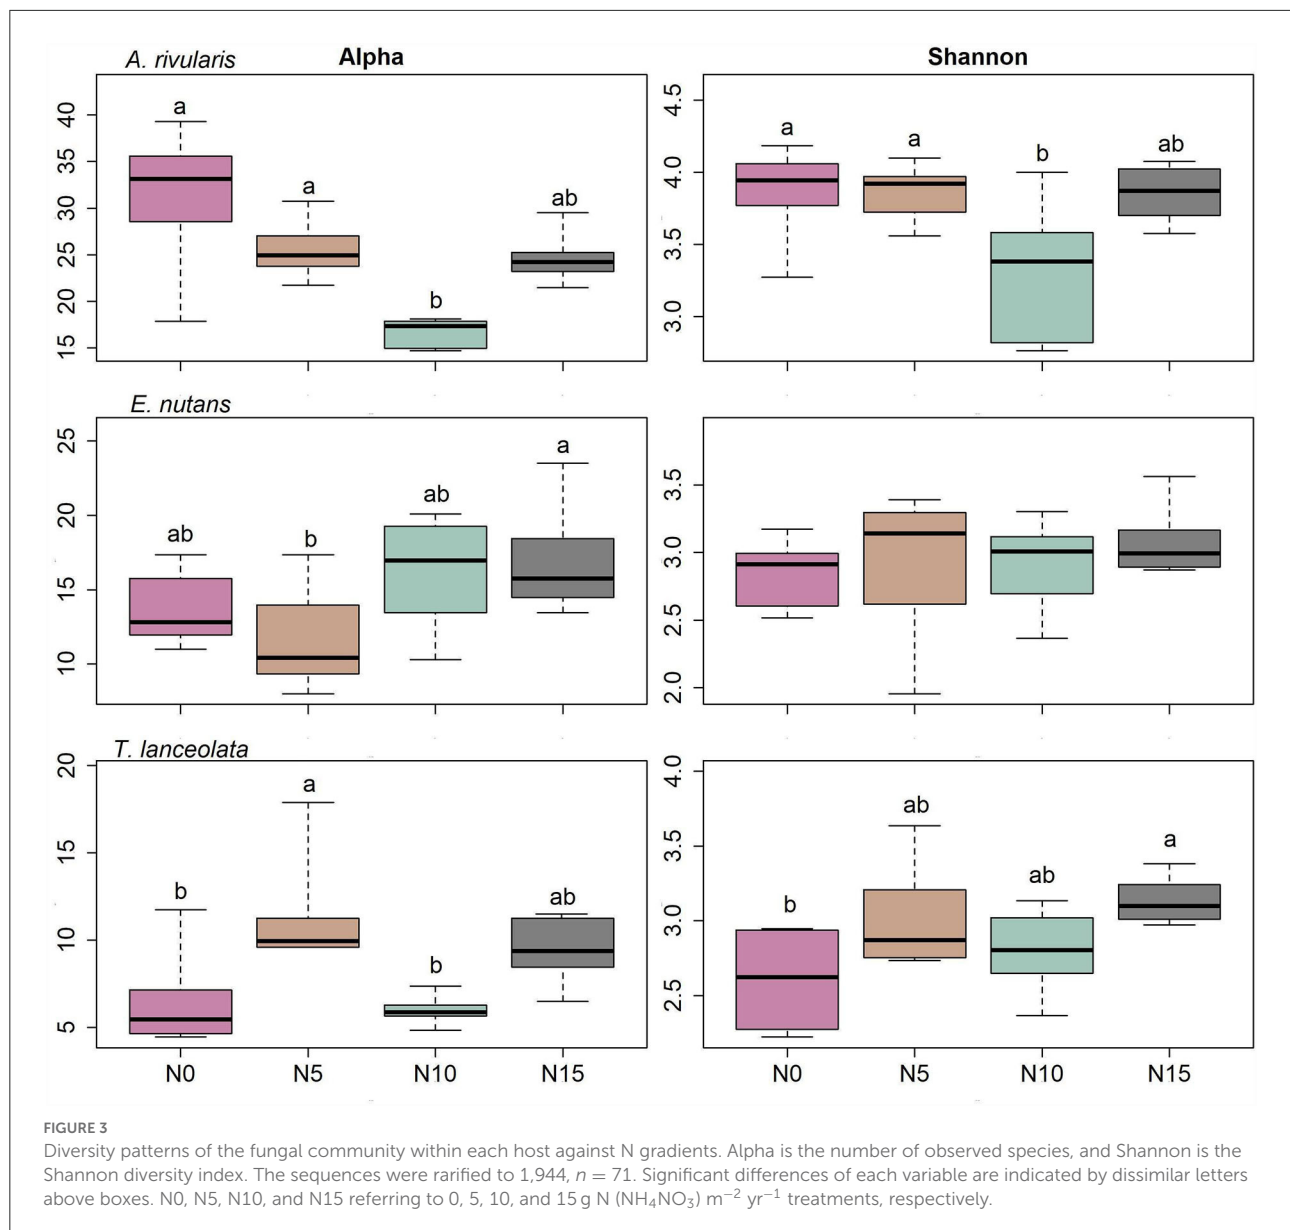 A. rivularis Alpha Shannon
a a b ab
40 35 30 25 20 15
a a b ab
4.5 4.0 3.5 3.0
E. nutans
ab b ab a
25 20 15 10
3.5 3.0 2.5 2.0
T. lanceolata
b a b ab
20 15 10 5
b ab ab a
4.0 3.5 3.0 2.5
N0 N5 N10 N15 N0 N5 N10 N15
FIGURE 3
Diversity patterns of the fungal community within each host against N gradients. Alpha is the number of observed species, and Shannon is the
Shannon diversity index. The sequences were rarified to 1,944, n = 71. Significant differences of each variable are indicated by dissimilar letters
above boxes. N0, N5, N10, and N15 referring to 0, 5, 10, and 15 g N (NH₄NO₃) m⁻² yr⁻¹ treatments, respectively.